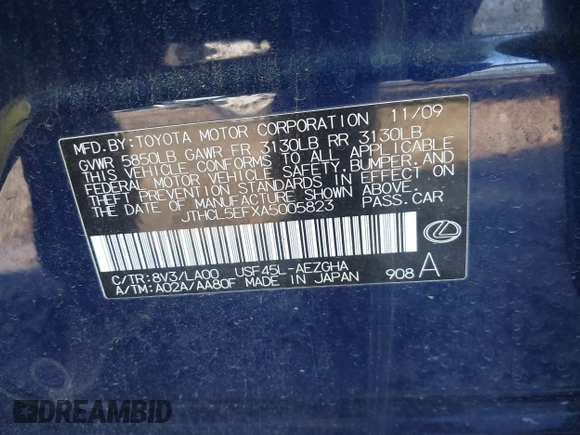 MFD. BY: TOYOTA MOTOR CORPORATION 11/09
GVWR 5850LB GAWR FR 3130LB RR 3130LB
THIS VEHICLE CONFORMS TO ALL APPLICABLE
FEDERAL MOTOR VEHICLE SAFETY, BUMPER, AND
THEFT PREVENTION STANDARDS IN EFFECT ON
THE DATE OF MANUFACTURE SHOWN ABOVE.
JTHCL5EFXA5005823 PASS. CAR
C/TR: 8V3/LA00 USF45L-AEZGHA
A/TM: A02A/AA80F MADE IN JAPAN 908 A
DREAMBID